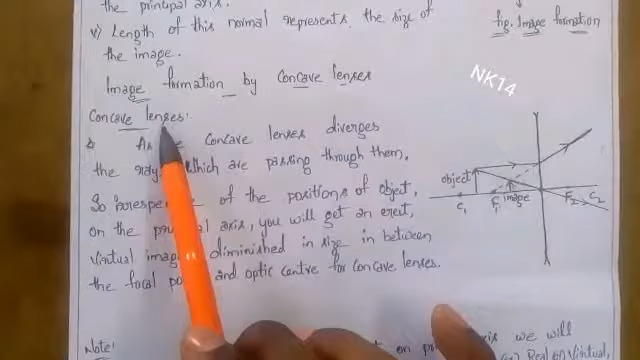 the principal axis.
v) Length of this normal represents the size of
the image.
fig. Image formation
Image formation by Concave lenses
NK14
Concave lenses:
As Concave lenses diverges
the rays which are passing through them,
So of the positions of object,
on the axis, you will get an erect,
virtual image diminished in size in between
the focal and optic centre for concave lenses.
object
image
C1
F1
F2
C2
Note:
axis we will
Real or Virtual,